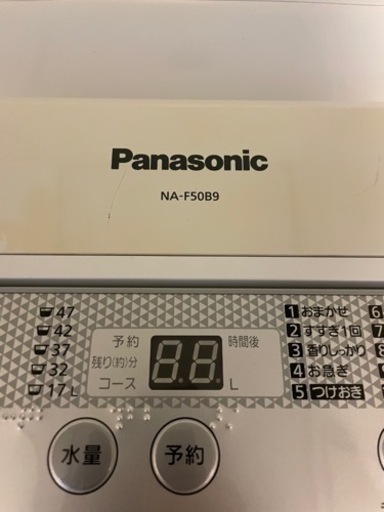 Panasonic
NA-F50B9
47
42
37
32
17L
予約
残り(約)分
コース
88
時間後
L
1 おまかせ
2 すすぎ1回
3 香りしっかり
4 お急ぎ
5 つけおき
6
水量
予約